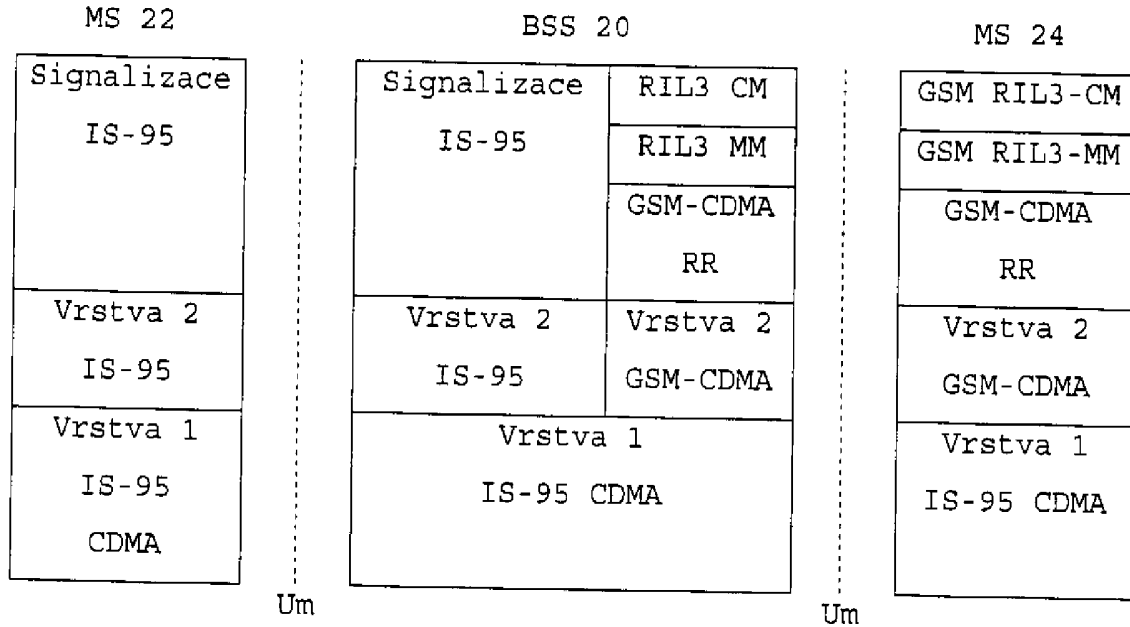 MS 22
Signalizace
IS-95
Vrstva 2
IS-95
Vrstva 1
IS-95
CDMA
Um
BSS 20
Signalizace
IS-95
RIL3 CM
RIL3 MM
GSM-CDMA
RR
Vrstva 2
IS-95
Vrstva 2
GSM-CDMA
Vrstva 1
IS-95 CDMA
Um
MS 24
GSM RIL3-CM
GSM RIL3-MM
GSM-CDMA
RR
Vrstva 2
GSM-CDMA
Vrstva 1
IS-95 CDMA